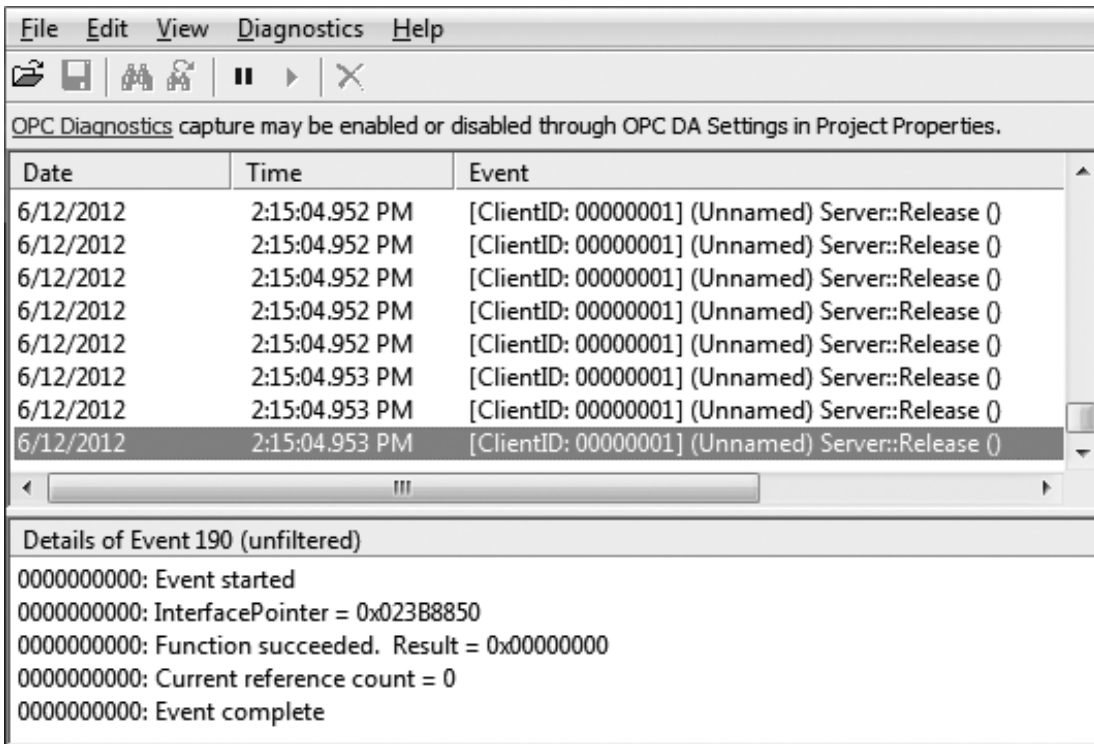 File Edit View Diagnostics Help
OPC Diagnostics capture may be enabled or disabled through OPC DA Settings in Project Properties.
Date Time Event
6/12/2012 2:15:04.952 PM [ClientID: 00000001] (Unnamed) Server::Release ()
6/12/2012 2:15:04.952 PM [ClientID: 00000001] (Unnamed) Server::Release ()
6/12/2012 2:15:04.952 PM [ClientID: 00000001] (Unnamed) Server::Release ()
6/12/2012 2:15:04.952 PM [ClientID: 00000001] (Unnamed) Server::Release ()
6/12/2012 2:15:04.952 PM [ClientID: 00000001] (Unnamed) Server::Release ()
6/12/2012 2:15:04.953 PM [ClientID: 00000001] (Unnamed) Server::Release ()
6/12/2012 2:15:04.953 PM [ClientID: 00000001] (Unnamed) Server::Release ()
6/12/2012 2:15:04.953 PM [ClientID: 00000001] (Unnamed) Server::Release ()
Details of Event 190 (unfiltered)
0000000000: Event started
0000000000: InterfacePointer = 0x023B8850
0000000000: Function succeeded.  Result = 0x00000000
0000000000: Current reference count = 0
0000000000: Event complete